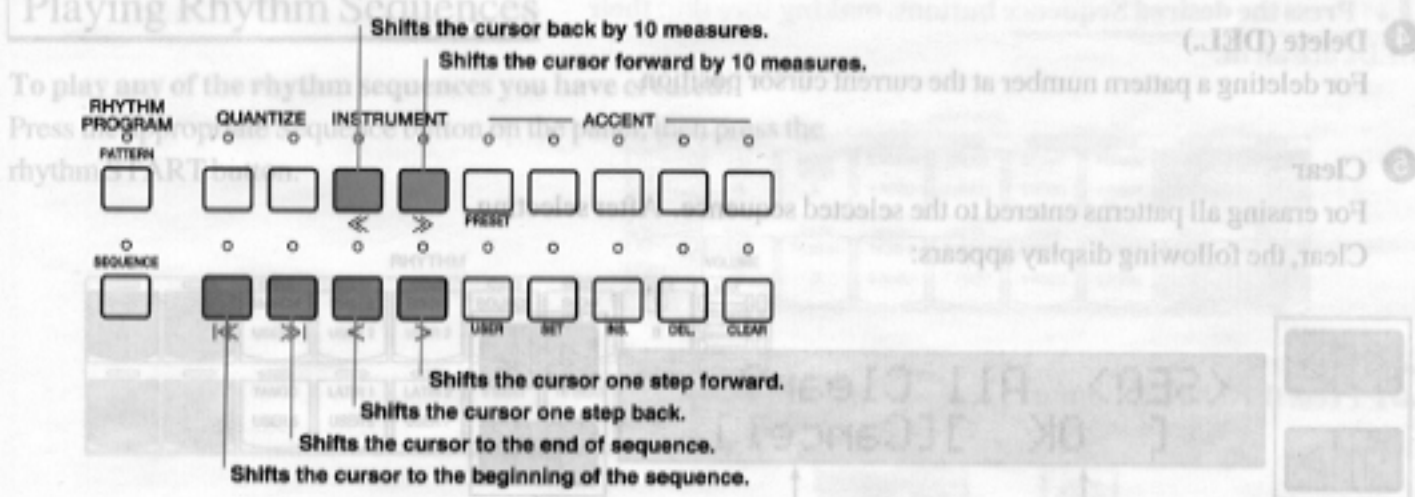 Playing Rhythm Sequences
Shifts the cursor back by 10 measures.
Shifts the cursor forward by 10 measures.
To play any of the rhythm sequences you have created:
Press the appropriate Sequence button on the panel, then press the
rhythm START button.
RHYTHM
PROGRAM
QUANTIZE
INSTRUMENT
ACCENT
PATTERN
≪
≫
PRESET
SEQUENCE
|≪
≫|
<
>
USER
SET
INS.
DEL.
CLEAR
Shifts the cursor one step forward.
Shifts the cursor one step back.
Shifts the cursor to the end of sequence.
Shifts the cursor to the beginning of the sequence.
4 Delete (DEL.)
For deleting a pattern number at the current cursor position.
5 Clear
For erasing all patterns entered to the selected sequence. After selecting
Clear, the following display appears:
RHYTHM
VOLUME
<SEQ> All Clear
[ OK ][Cancel]